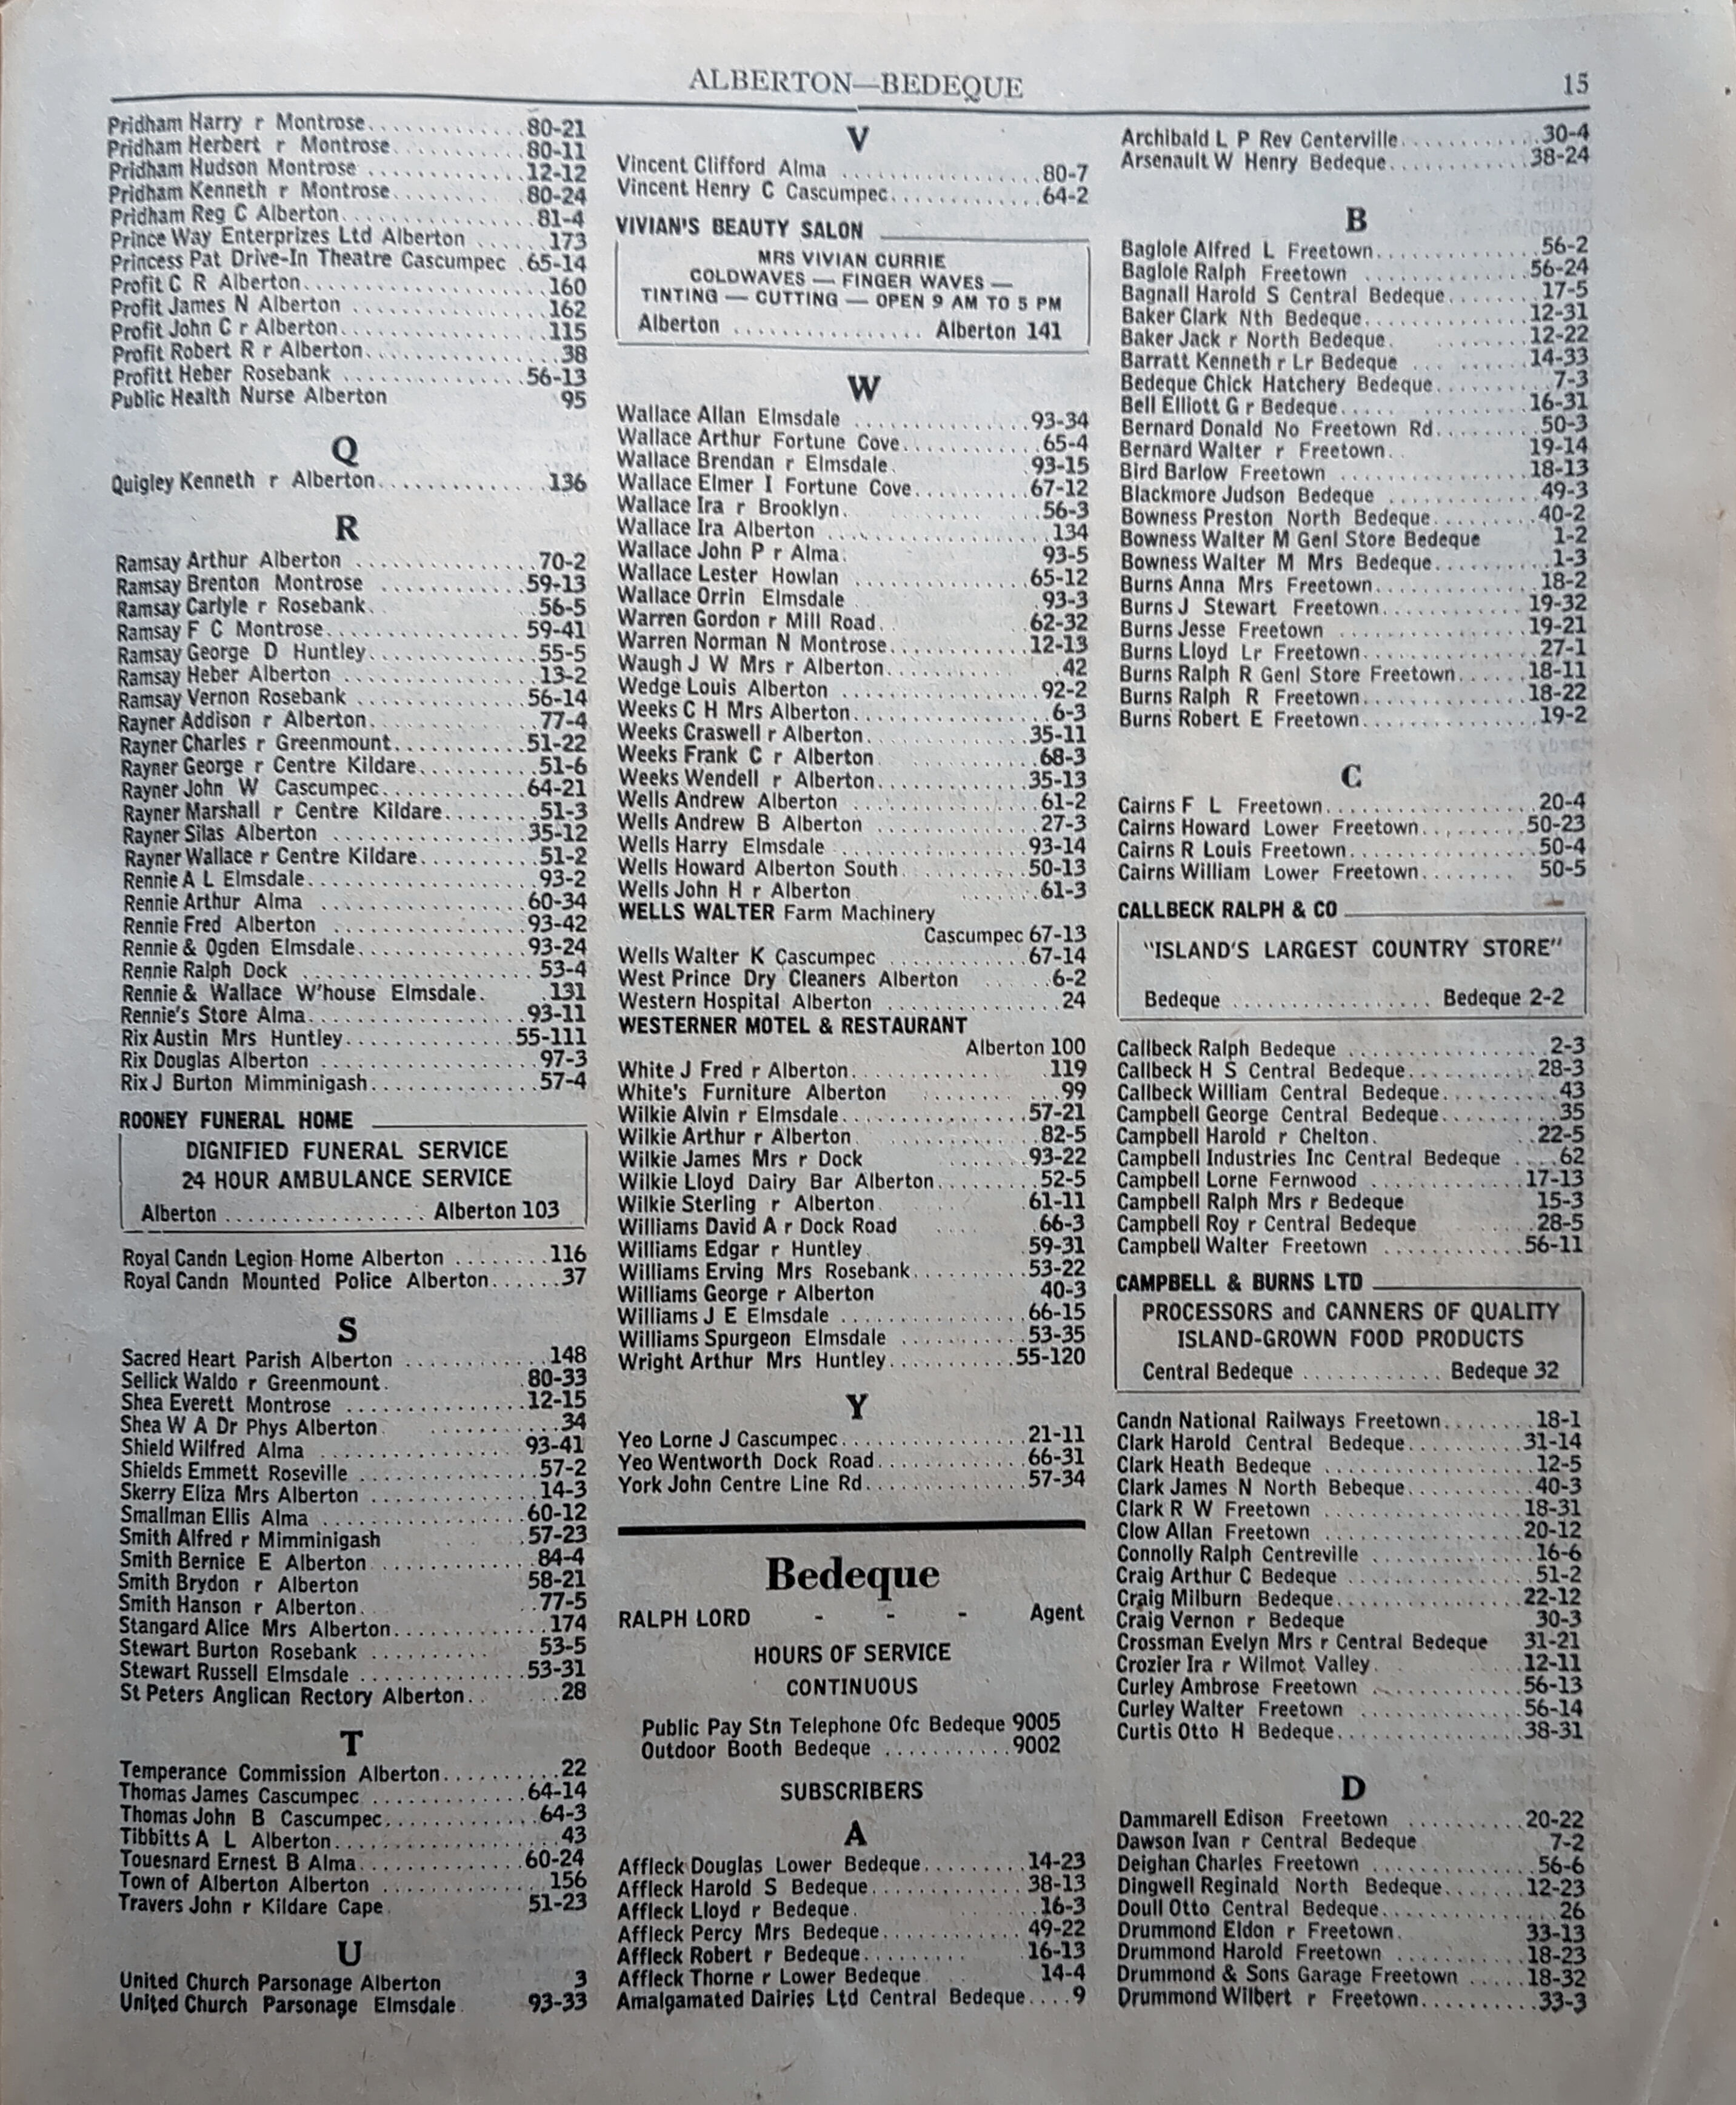 ALBERTON—BEDEQUE 15
Pridham Harry r Montrose............80-21
Pridham Herbert r Montrose..........80-11
Pridham Hudson Montrose ............12-12
Pridham Kenneth r Montrose..........80-24
Pridham Reg C Alberton..............81-4
Prince Way Enterprizes Ltd Alberton ......173
Princess Pat Drive-In Theatre Cascumpec .65-14
Profit C R Alberton..................160
Profit James N Alberton ..............162
Profit John C r Alberton...............115
Profit Robert R r Alberton..............38
Profitt Heber Rosebank ..............56-13
Public Health Nurse Alberton 95
Q
Quigley Kenneth r Alberton............136
R
Ramsay Arthur Alberton ..............70-2
Ramsay Brenton Montrose ...........59-13
Ramsay Carlyle r Rosebank. 56-5
Ramsay F C Montrose..............59-41
Ramsay George D Huntley............55-5
Ramsay Heber Alberton .............13-2
Ramsay Vernon Rosebank ............56-14
Rayner Addison r Alberton............77-4
Rayner Charles r Greenmount.........51-22
Rayner George r Centre Kildare........51-6
Rayner John W Cascumpec..........64-21
Rayner Marshall r Centre Kildare.......51-3
Rayner Silas Alberton .............35-12
Rayner Wallace r Centre Kildare........51-2
Rennie A L Elmsdale................93-2
Rennie Arthur Alma ...............60-34
Rennie Fred Alberton ..............93-42
Rennie & Ogden Elmsdale...........93-24
Rennie Ralph Dock .................53-4
Rennie & Wallace W'house Elmsdale. .131
Rennie's Store Alma...............93-11
Rix Austin Mrs Huntley............55-111
Rix Douglas Alberton ...............97-3
Rix J Burton Mimminigash............57-4
ROONEY FUNERAL HOME
DIGNIFIED FUNERAL SERVICE
24 HOUR AMBULANCE SERVICE
Alberton ................ Alberton 103
Royal Candn Legion Home Alberton .......116
Royal Candn Mounted Police Alberton......37
S
Sacred Heart Parish Alberton ..........148
Sellick Waldo r Greenmount. .80-33
Shea Everett Montrose ............12-15
Shea W A Dr Phys Alberton .........34
Shield Wilfred Alma .............93-41
Shields Emmett Roseville ............57-2
Skerry Eliza Mrs Alberton ...........14-3
Smallman Ellis Alma ..............60-12
Smith Alfred r Mimminigash .57-23
Smith Bernice E Alberton ...........84-4
Smith Brydon r Alberton 58-21
Smith Hanson r Alberton. ..77-5
Stangard Alice Mrs Alberton...........174
Stewart Burton Rosebank ......... 53-5
Stewart Russell Elmsdale ...........53-31
St Peters Anglican Rectory Alberton.. ...28
T
Temperance Commission Alberton.........22
Thomas James Cascumpec ...........64-14
Thomas John B Cascumpec..........64-3
Tibbitts A L Alberton................43
Touesnard Ernest B Alma............60-24
Town of Alberton Alberton ............156
Travers John r Kildare Cape. 51-23
U
United Church Parsonage Alberton 3
United Church Parsonage Elmsdale. 93-33
V
Vincent Clifford Alma ...............80-7
Vincent Henry C Cascumpec...........64-2
VIVIAN'S BEAUTY SALON
MRS VIVIAN CURRIE
COLDWAVES — FINGER WAVES —
TINTING — CUTTING — OPEN 9 AM TO 5 PM
Alberton ............... Alberton 141
W
Wallace Allan Elmsdale ............93-34
Wallace Arthur Fortune Cove..........65-4
Wallace Brendan r Elmsdale. 93-15
Wallace Elmer I Fortune Cove.........67-12
Wallace Ira r Brooklyn. .......56-3
Wallace Ira Alberton .................134
Wallace John P r Alma. 93-5
Wallace Lester Howlan ............65-12
Wallace Orrin Elmsdale 93-3
Warren Gordon r Mill Road. .62-32
Warren Norman N Montrose..........12-13
Waugh J W Mrs r Alberton...........42
Wedge Louis Alberton .............92-2
Weeks C H Mrs Alberton.............6-3
Weeks Craswell r Alberton...........35-11
Weeks Frank C r Alberton .........68-3
Weeks Wendell r Alberton..........35-13
Wells Andrew Alberton ............61-2
Wells Andrew B Alberton ...........27-3
Wells Harry Elmsdale .............93-14
Wells Howard Alberton South........50-13
Wells John H r Alberton ......61-3
WELLS WALTER Farm Machinery
Cascumpec 67-13
Wells Walter K Cascumpec ........67-14
West Prince Dry Cleaners Alberton .....6-2
Western Hospital Alberton ............24
WESTERNER MOTEL & RESTAURANT
Alberton 100
White J Fred r Alberton..............119
White's Furniture Alberton ..........99
Wilkie Alvin r Elmsdale............57-21
Wilkie Arthur r Alberton. .........82-5
Wilkie James Mrs r Dock .......93-22
Wilkie Lloyd Dairy Bar Alberton........52-5
Wilkie Sterling r Alberton. 61-11
Williams David A r Dock Road .....66-3
Williams Edgar r Huntley 59-31
Williams Erving Mrs Rosebank.........53-22
Williams George r Alberton 40-3
Williams J E Elmsdale .............66-15
Williams Spurgeon Elmsdale .........53-35
Wright Arthur Mrs Huntley..........55-120
Y
Yeo Lorne J Cascumpec.............21-11
Yeo Wentworth Dock Road...........66-31
York John Centre Line Rd............57-34
Bedeque
RALPH LORD - - - Agent
HOURS OF SERVICE
CONTINUOUS
Public Pay Stn Telephone Ofc Bedeque 9005
Outdoor Booth Bedeque ...........9002
SUBSCRIBERS
A
Affleck Douglas Lower Bedeque........14-23
Affleck Harold S Bedeque............38-13
Affleck Lloyd r Bedeque. .....16-3
Affleck Percy Mrs Bedeque..........49-22
Affleck Robert r Bedeque........ 16-13
Affleck Thorne r Lower Bedeque 14-4
Amalgamated Dairies Ltd Central Bedeque....9
Archibald L P Rev Centerville..........30-4
Arsenault W Henry Bedeque..........38-24
B
Baglole Alfred L Freetown............56-2
Baglole Ralph Freetown ............56-24
Bagnall Harold S Central Bedeque.......17-5
Baker Clark Nth Bedeque............12-31
Baker Jack r North Bedeque. .......12-22
Barratt Kenneth r Lr Bedeque ... ......14-33
Bedeque Chick Hatchery Bedeque.........7-3
Bell Elliott G r Bedeque..... ........16-31
Bernard Donald No Freetown Rd........50-3
Bernard Walter r Freetown.. 19-14
Bird Barlow Freetown ..............18-13
Blackmore Judson Bedeque ...........49-3
Bowness Preston North Bedeque........40-2
Bowness Walter M Genl Store Bedeque 1-2
Bowness Walter M Mrs Bedeque..........1-3
Burns Anna Mrs Freetown............18-2
Burns J Stewart Freetown...........19-32
Burns Jesse Freetown .............19-21
Burns Lloyd Lr Freetown............27-1
Burns Ralph R Genl Store Freetown......18-11
Burns Ralph R Freetown...........18-22
Burns Robert E Freetown............19-2
C
Cairns F L Freetown................20-4
Cairns Howard Lower Freetown........50-23
Cairns R Louis Freetown..............50-4
Cairns William Lower Freetown........ 50-5
CALLBECK RALPH & CO
"ISLAND'S LARGEST COUNTRY STORE"
Bedeque ................ Bedeque 2-2
Callbeck Ralph Bedeque .............. 2-3
Callbeck H S Central Bedeque.........28-3
Callbeck William Central Bedeque........43
Campbell George Central Bedeque........35
Campbell Harold r Chelton. ..22-5
Campbell Industries Inc Central Bedeque ....62
Campbell Lorne Fernwood ..........17-13
Campbell Ralph Mrs r Bedeque 15-3
Campbell Roy r Central Bedeque .....28-5
Campbell Walter Freetown ..........56-11
CAMPBELL & BURNS LTD
PROCESSORS and CANNERS OF QUALITY
ISLAND-GROWN FOOD PRODUCTS
Central Bedeque ............ Bedeque 32
Candn National Railways Freetown........18-1
Clark Harold Central Bedeque.........31-14
Clark Heath Bedeque ...............12-5
Clark James N North Bebeque.........40-3
Clark R W Freetown ..............18-31
Clow Allan Freetown ..............20-12
Connolly Ralph Centreville ...........16-6
Craig Arthur C Bedeque .............51-2
Craig Milburn Bedeque.............22-12
Craig Vernon r Bedeque 30-3
Crossman Evelyn Mrs r Central Bedeque 31-21
Crozier Ira r Wilmot Valley. ...12-11
Curley Ambrose Freetown ...........56-13
Curley Walter Freetown ...........56-14
Curtis Otto H Bedeque.............38-31
D
Dammarell Edison Freetown ........20-22
Dawson Ivan r Central Bedeque 7-2
Deighan Charles Freetown ............56-6
Dingwell Reginald North Bedeque.......12-23
Doull Otto Central Bedeque.............26
Drummond Eldon r Freetown. 33-13
Drummond Harold Freetown .........18-23
Drummond & Sons Garage Freetown .....18-32
Drummond Wilbert r Freetown..........33-3